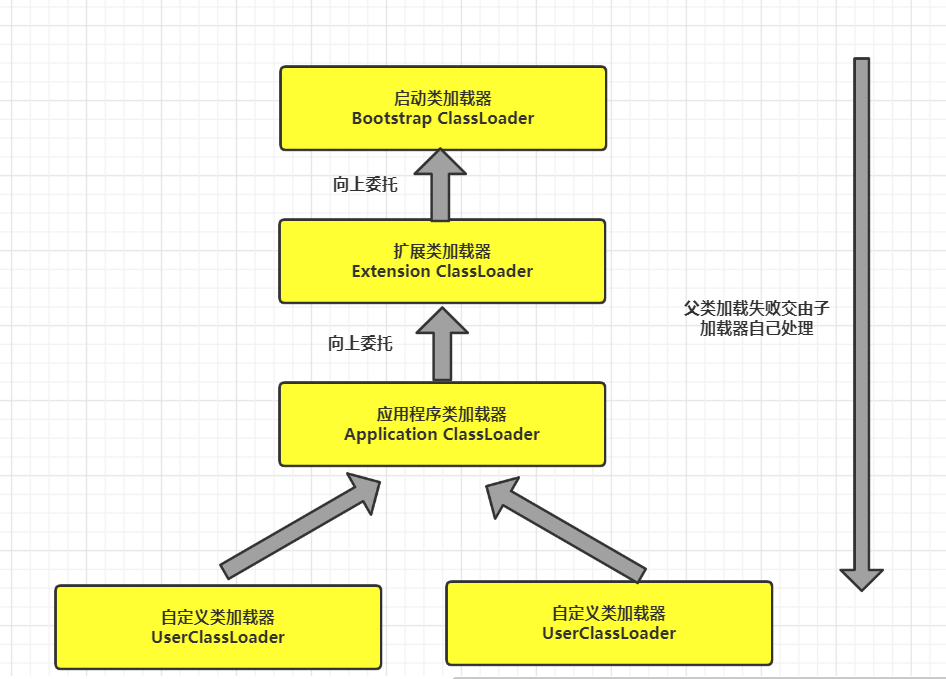 启动类加载器
Bootstrap ClassLoader
向上委托
扩展类加载器
Extension ClassLoader
父类加载失败交由子
加载器自己处理
向上委托
应用程序类加载器
Application ClassLoader
自定义类加载器
UserClassLoader
自定义类加载器
UserClassLoader